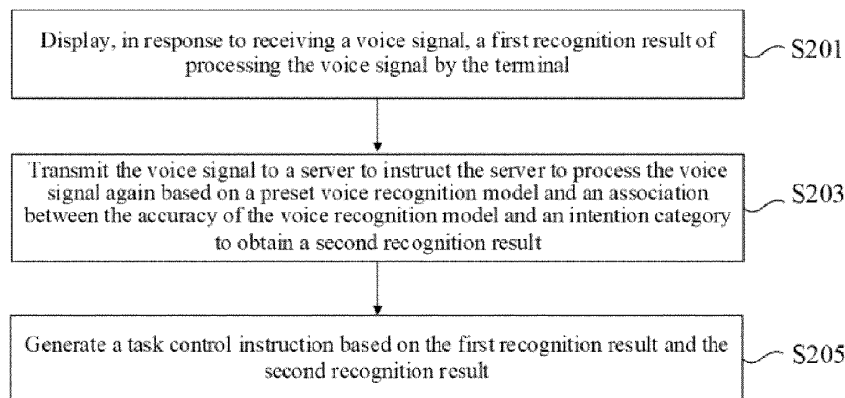 Display, in response to receiving a voice signal, a first recognition result of
processing the voice signal by the terminal
S201
Transmit the voice signal to a server to instruct the server to process the voice
signal again based on a preset voice recognition model and an association
between the accuracy of the voice recognition model and an intention category
to obtain a second recognition result
S203
Generate a task control instruction based on the first recognition result and the
second recognition result
S205